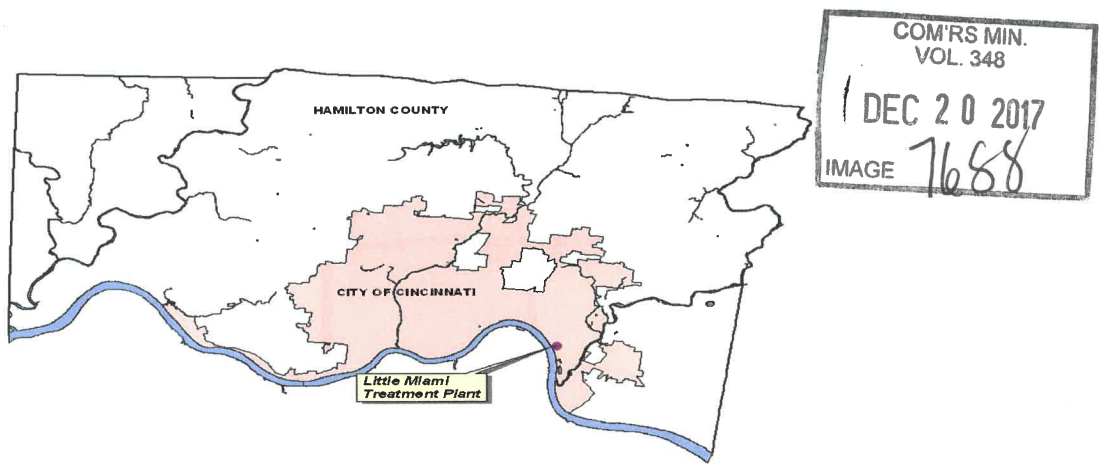 COM'RS MIN.
VOL. 348
DEC 20 2017
IMAGE 7688
HAMILTON COUNTY
CITY OF CINCINNATI
Little Miami
Treatment Plant